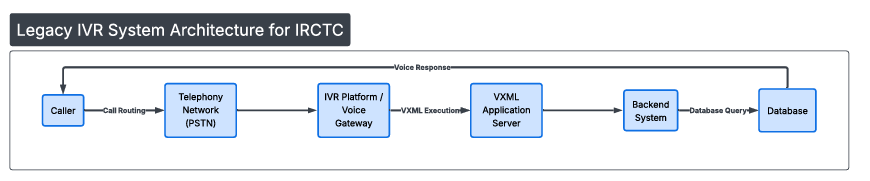 Legacy IVR System Architecture for IRCTC
Voice Response
Caller
Call Routing
Telephony
Network
(PSTN)
IVR Platform /
Voice
Gateway
VXML Execution
VXML
Application
Server
Backend
System
Database Query
Database